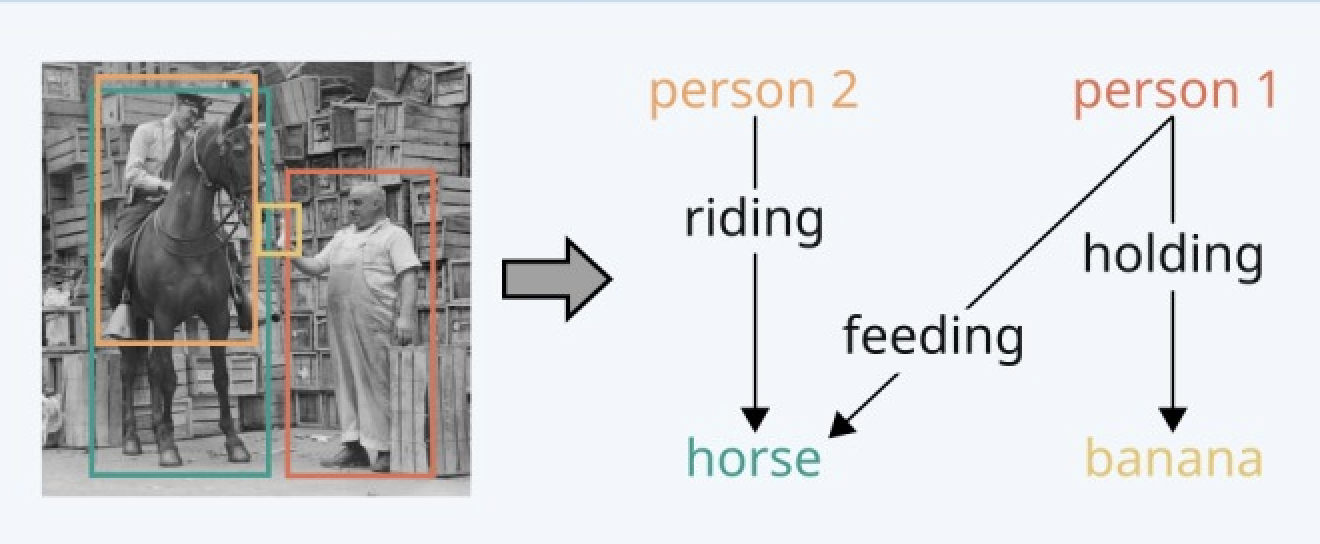 person 2
person 1
riding
holding
feeding
horse
banana